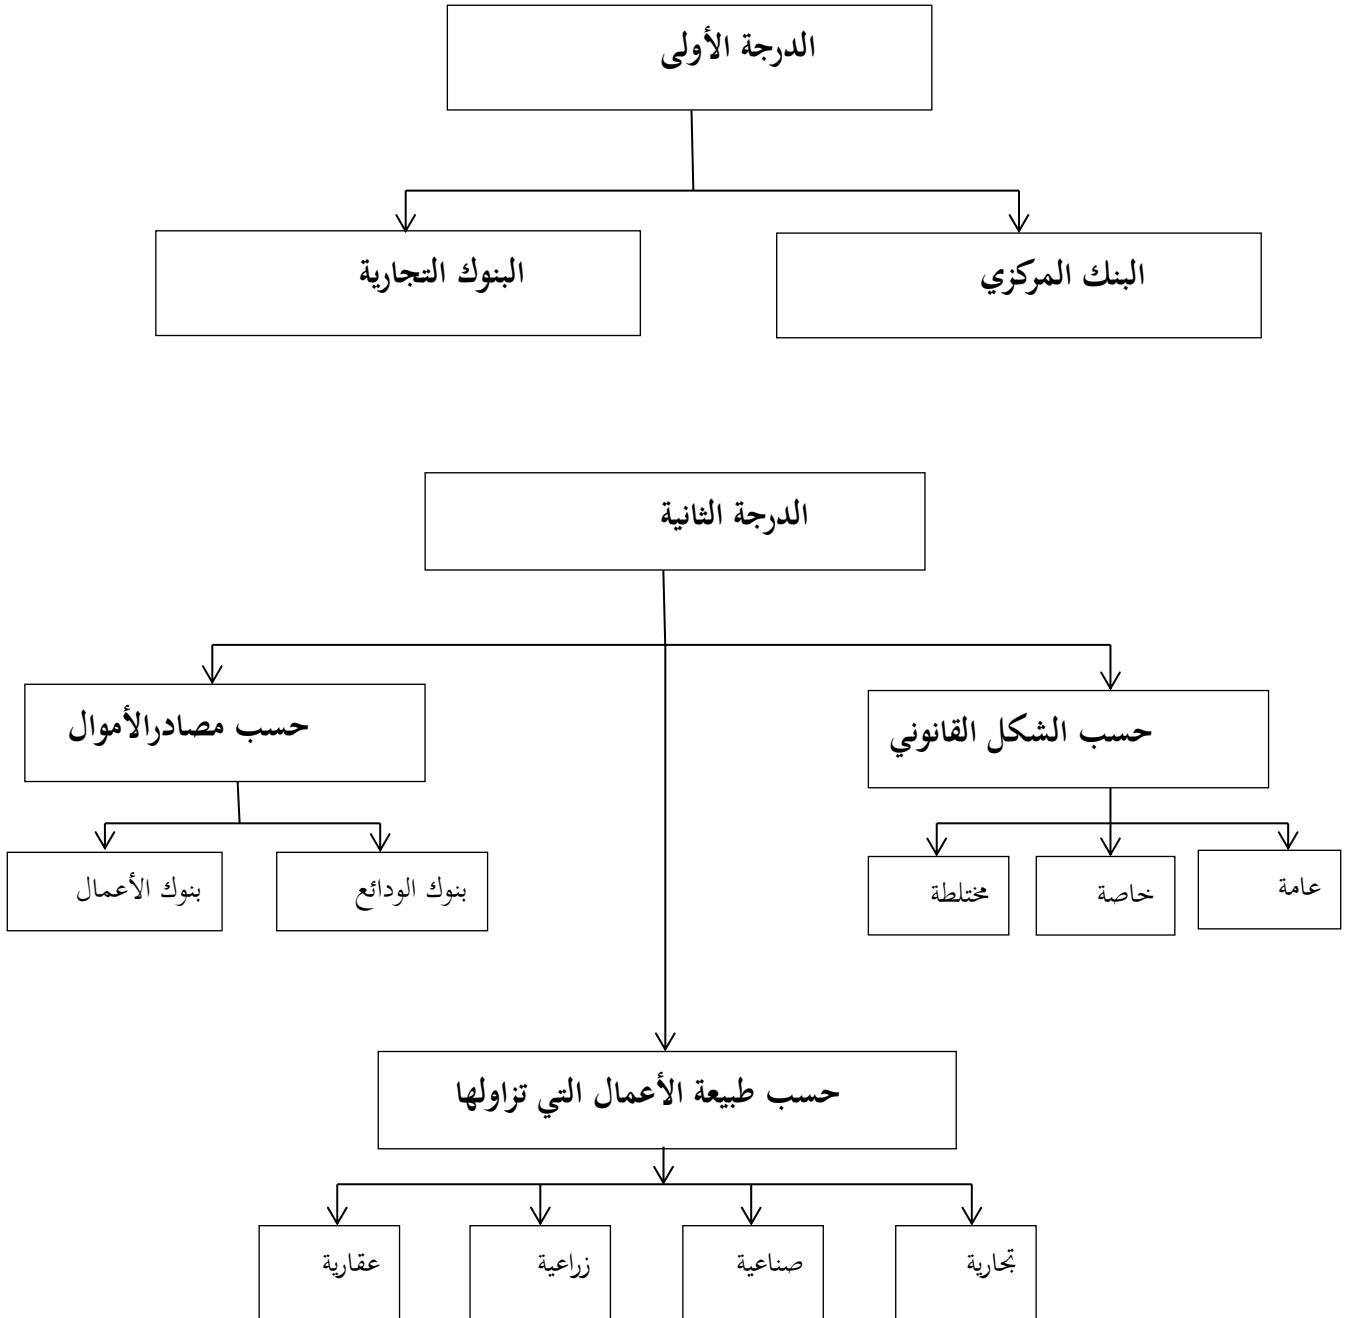 الدرجة الأولى
البنك المركزي
البنوك التجارية
الدرجة الثانية
حسب الشكل القانوني
حسب مصادرالأموال
عامة
خاصة
مختلطة
بنوك الودائع
بنوك الأعمال
حسب طبيعة الأعمال التي تزاولها
تجارية
صناعية
زراعية
عقارية